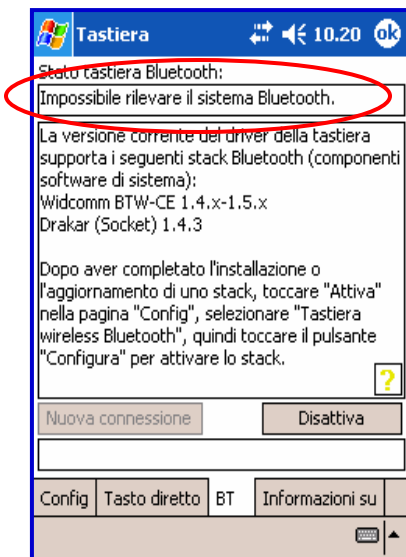 Tastiera 10.20 ok
Stato tastiera Bluetooth:
Impossibile rilevare il sistema Bluetooth.
La versione corrente del driver della tastiera
supporta i seguenti stack Bluetooth (componenti
software di sistema):
Widcomm BTW-CE 1.4.x-1.5.x
Drakar (Socket) 1.4.3
Dopo aver completato l'installazione o
l'aggiornamento di uno stack, toccare "Attiva"
nella pagina "Config", selezionare "Tastiera
wireless Bluetooth", quindi toccare il pulsante
"Configura" per attivare lo stack.
?
Nuova connessione Disattiva
Config Tasto diretto BT Informazioni su